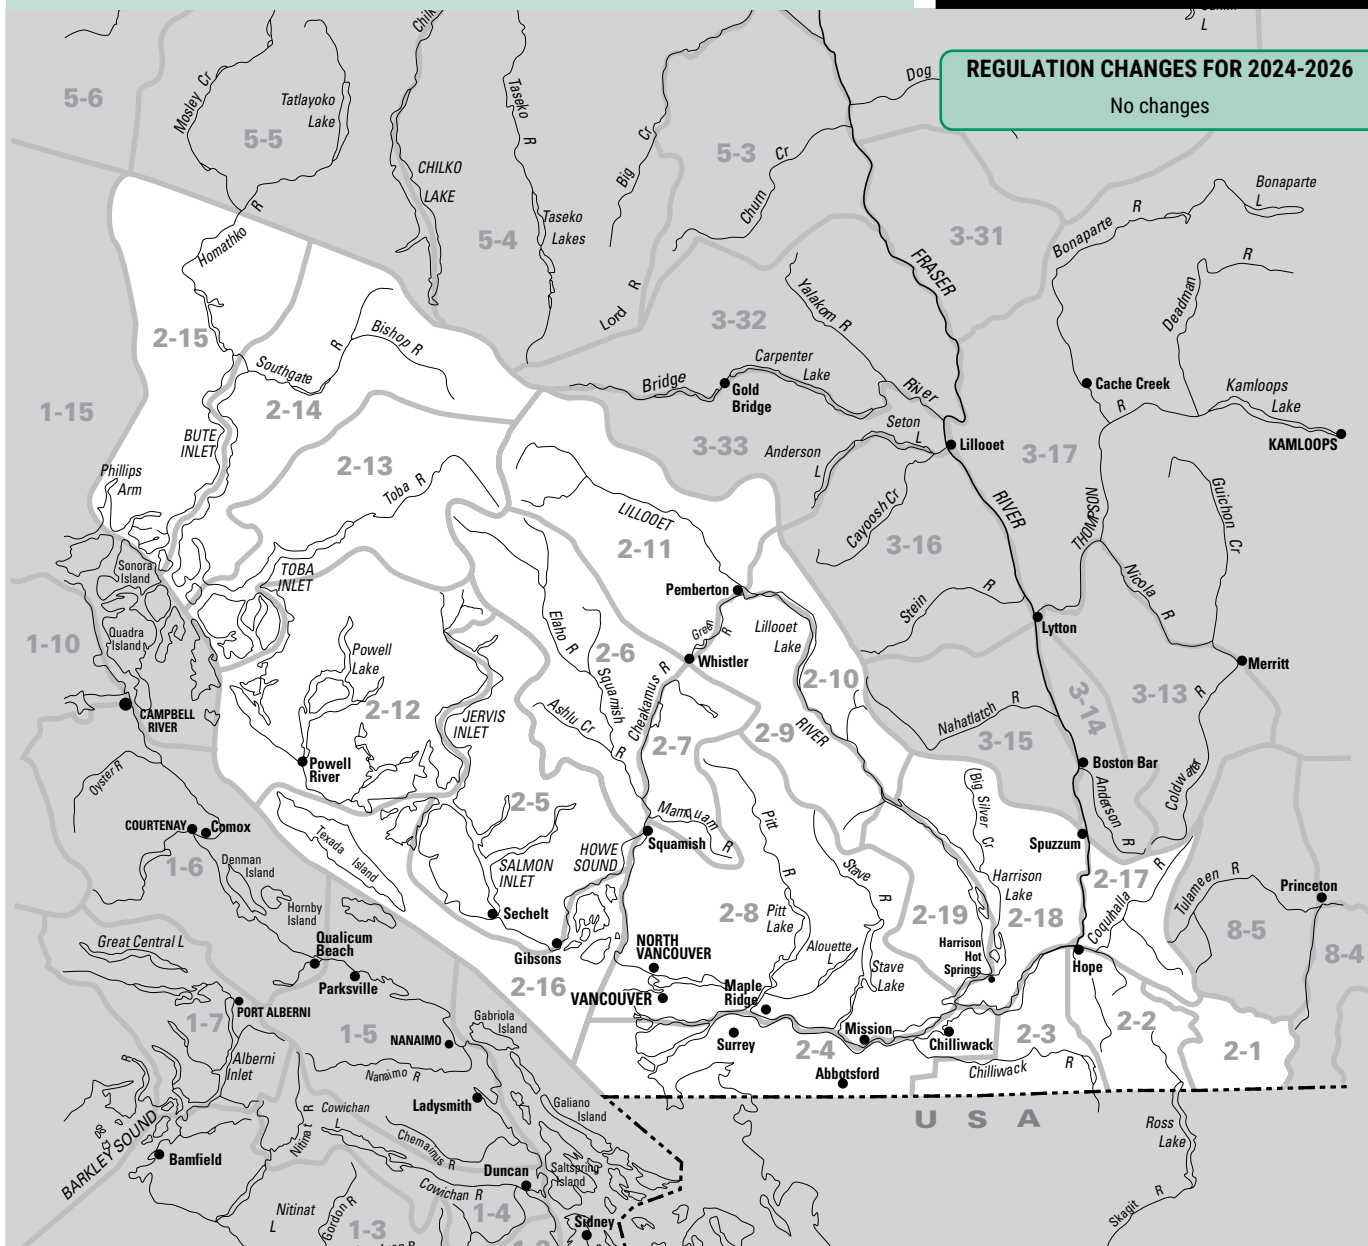 REGULATION CHANGES FOR 2024-2026
No changes
L
Dog
5-6
Mosley Cr
Tatlayoko
Lake
5-5
CHILKO
LAKE
Taseko
R
Big
Cr
5-3
Churn
Cr
Bonaparte
L
Bonaparte
R
Homathko
R
5-4
Taseko
Lakes
3-31
FRASER
R
Deadman
Lord
R
Yalakom R
3-32
2-15
Southgate
R
Bishop R
Carpenter
Lake
Bridge
River
Gold
Bridge
Cache Creek
Kamloops
Lake
R
KAMLOOPS
1-15
2-14
BUTE
INLET
Seton
L
Lillooet
3-33
Anderson
L
3-17
2-13
Toba R
Phillips
Arm
LILLOOET
Cayoosh Cr
RIVER
THOMPSON
Guichon Cr
3-16
2-11
TOBA
INLET
Sonora
Island
Pemberton
Stein
R
Nicola
R
Lytton
Quadra
Island
1-10
Elaho R
Green
R
Lillooet
Lake
Powell
Lake
2-6
Whistler
Merritt
2-10
3-13
R
3-14
Squamish
R
Cheakamus R
CAMPBELL
RIVER
2-12
JERVIS
INLET
Ashlu Cr
2-7
2-9
RIVER
Nahatlatch R
3-15
Powell
River
Boston Bar
Oyster R
Big Silver
Cr
Anderson
R
Coldwater
2-5
Mamquam
R
Pitt
R
COURTENAY
Comox
Texada Island
Squamish
Spuzzum
HOWE
SOUND
1-6
Denman
Island
SALMON
INLET
Stave
R
Harrison
Lake
2-17
Tulameen R
Princeton
Hornby
Island
Sechelt
2-8
Pitt
Lake
2-19
2-18
Coquihalla
R
8-5
8-4
Great Central L
Qualicum
Beach
Gibsons
NORTH
VANCOUVER
Alouette
L
Harrison
Hot
Springs
Hope
Parksville
2-16
VANCOUVER
Maple
Ridge
Stave
Lake
1-7
PORT ALBERNI
1-5
Gabriola
Island
Mission
2-3
2-2
NANAIMO
Surrey
2-4
Chilliwack
2-1
Alberni
Inlet
Nanaimo R
Abbotsford
Chilliwack R
Ladysmith
Galiano
Island
U S A
Cowichan
L
Nitinat R
Chemainus R
Ross
Lake
BARKLEY SOUND
Bamfield
Duncan
Saltspring
Island
Cowichan R
Nitinat
L
Gordon R
1-4
1-3
Sidney
Skagit R